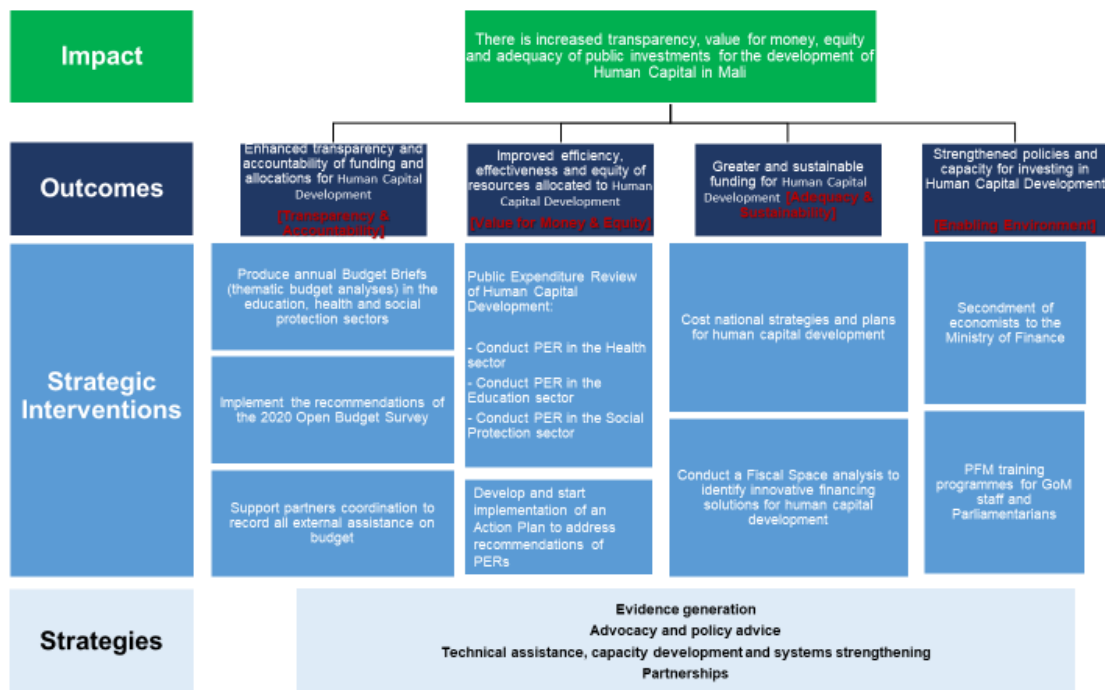 Impact
There is increased transparency, value for money, equity
and adequacy of public investments for the development of
Human Capital in Mali
Outcomes
Enhanced transparency and
accountability of funding and
allocations for Human Capital
Development
[Transparency &
Accountability]
Improved efficiency,
effectiveness and equity of
resources allocated to Human
Capital Development
[Value for Money & Equity]
Greater and sustainable
funding for Human Capital
Development [Adequacy &
Sustainability]
Strengthened policies and
capacity for investing in
Human Capital Development
[Enabling Environment]
Strategic
Interventions
Produce annual Budget Briefs
(thematic budget analyses) in the
education, health and social
protection sectors
Implement the recommendations of
the 2020 Open Budget Survey
Support partners coordination to
record all external assistance on
budget
Public Expenditure Review
of Human Capital
Development:
- Conduct PER in the Health
sector
- Conduct PER in the
Education sector
- Conduct PER in the Social
Protection sector
Develop and start
implementation of an
Action Plan to address
recommendations of
PERs
Cost national strategies and plans
for human capital development
Conduct a Fiscal Space analysis to
identify innovative financing
solutions for human capital
development
Secondment of
economists to the
Ministry of Finance
PFM training
programmes for GoM
staff and
Parliamentarians
Strategies
Evidence generation
Advocacy and policy advice
Technical assistance, capacity development and systems strengthening
Partnerships